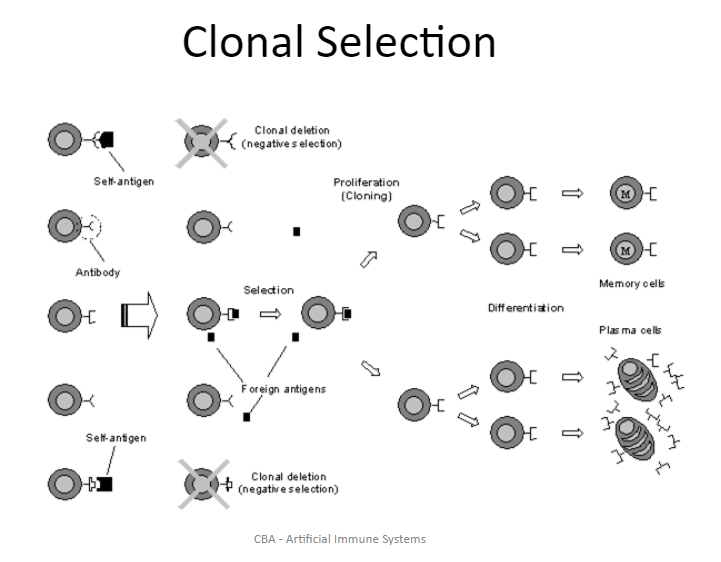 Clonal Selection
Clonal deletion
(negative selection)
Self-antigen
Proliferation
(Cloning)
M
Antibody
M
Memory cells
Selection
Differentiation
Plasma cells
Foreign antigens
Self-antigen
Clonal deletion
(negative selection)
CBA - Artificial Immune Systems